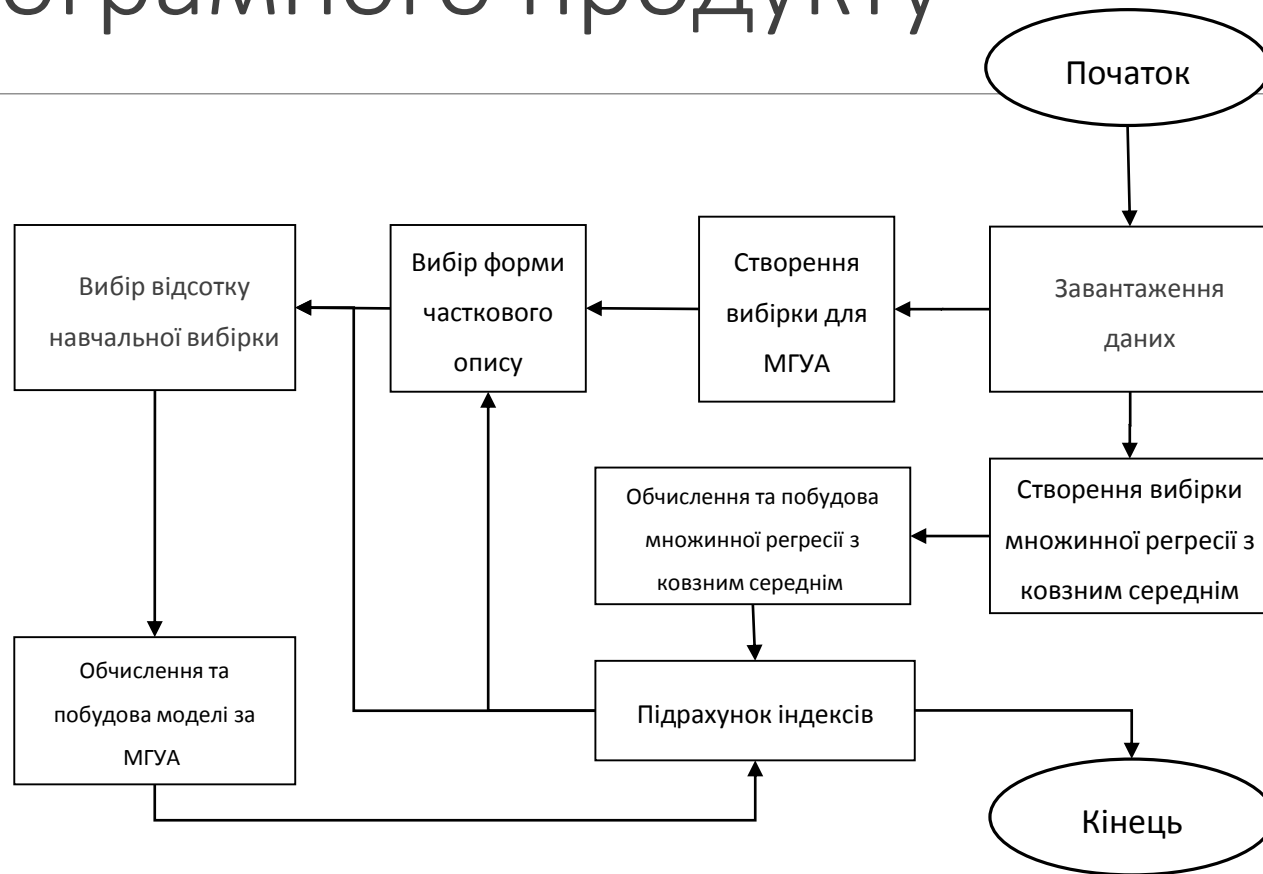 ограмного продукту
Початок
Завантаження
даних
Створення
вибірки для
МГУА
Вибір форми
часткового
опису
Вибір відсотку
навчальної вибірки
Створення вибірки
множинної регресії з
ковзним середнім
Обчислення та побудова
множинної регресії з
ковзним середнім
Обчислення та
побудова моделі за
МГУА
Підрахунок індексів
Кінець